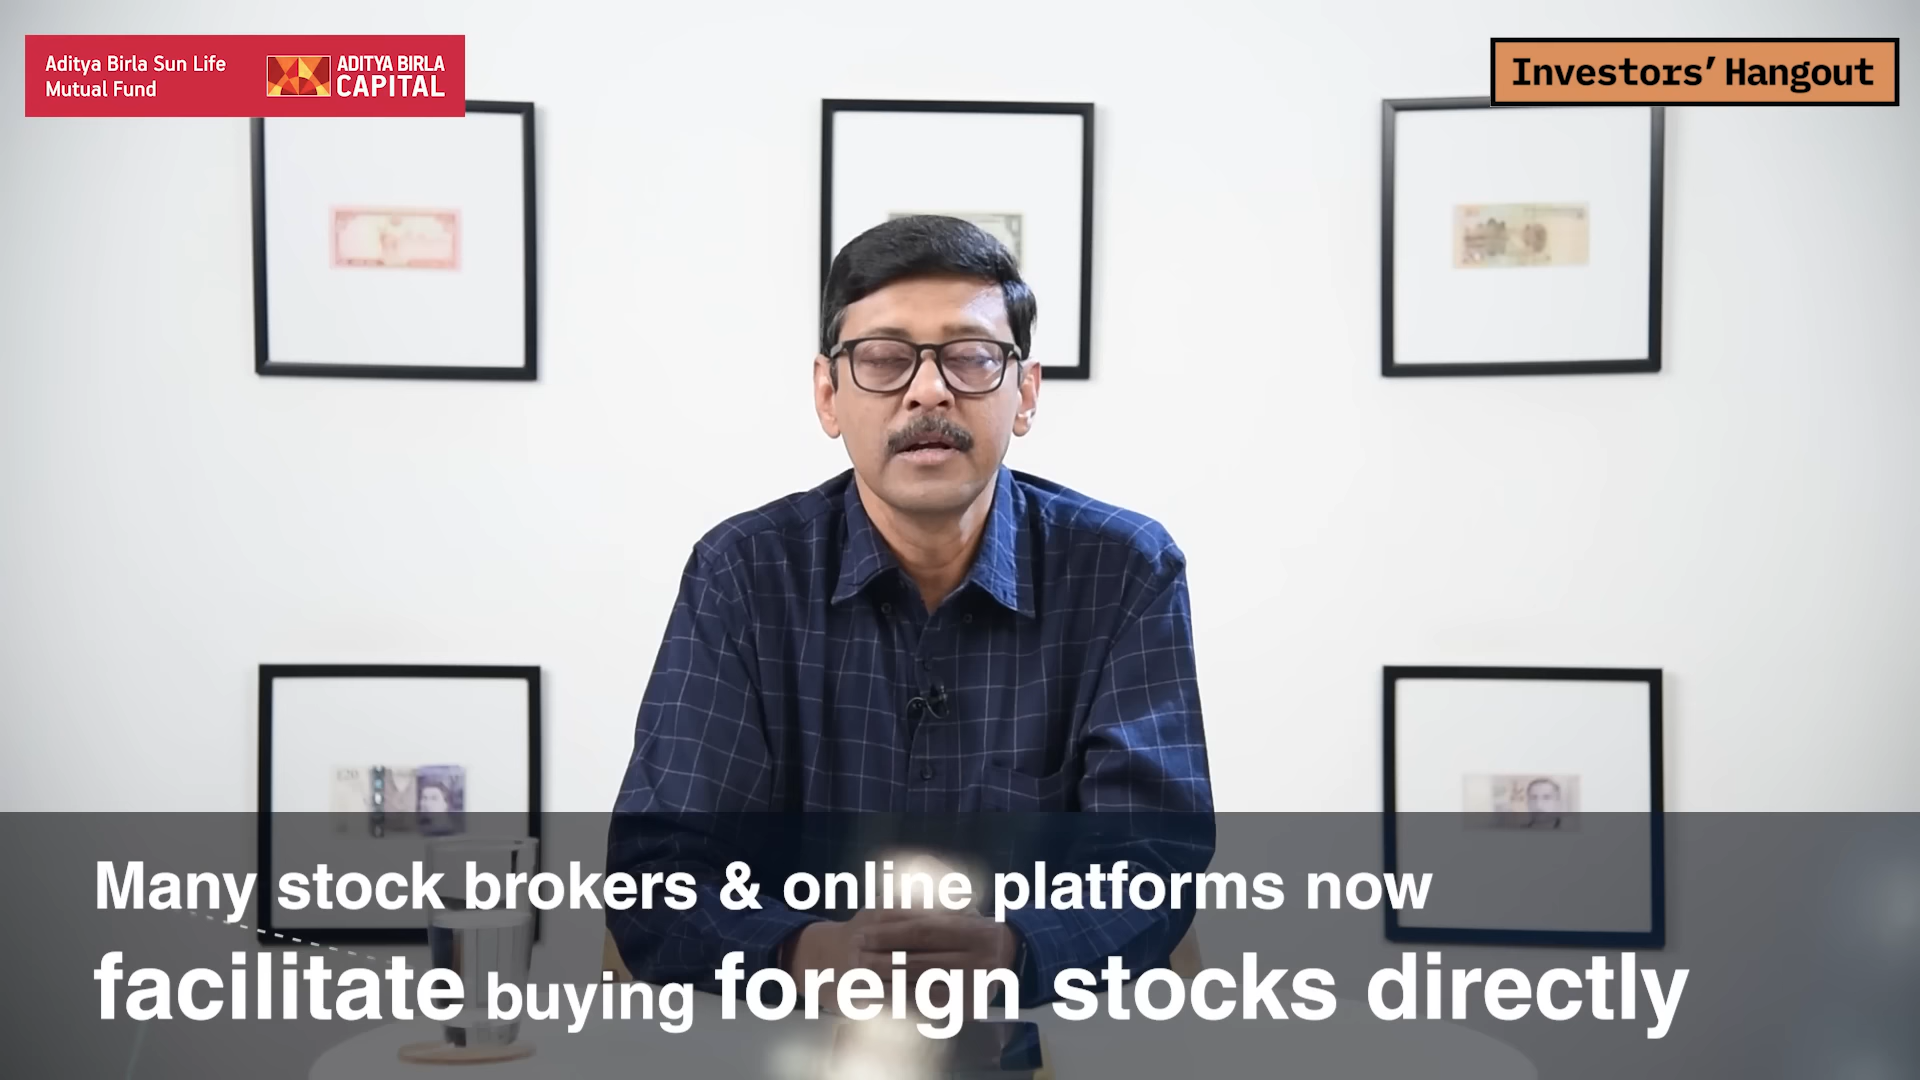 Aditya Birla Sun Life
Mutual Fund
ADITYA BIRLA
CAPITAL
Investors’ Hangout
£20
Many stock brokers & online platforms now
facilitate buying foreign stocks directly